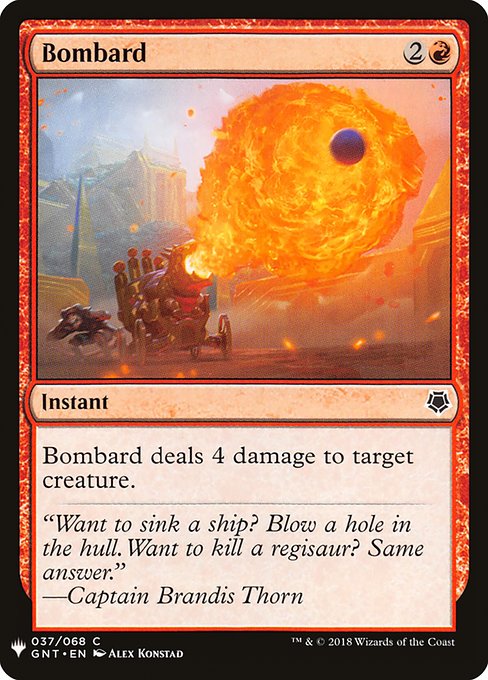 Bombard 2
Instant
Bombard deals 4 damage to target
creature.
“Want to sink a ship? Blow a hole in
the hull. Want to kill a regisaur? Same
answer.”
—Captain Brandis Thorn
037/068 C
GNT • EN Alex Konstad
™ & © 2018 Wizards of the Coast